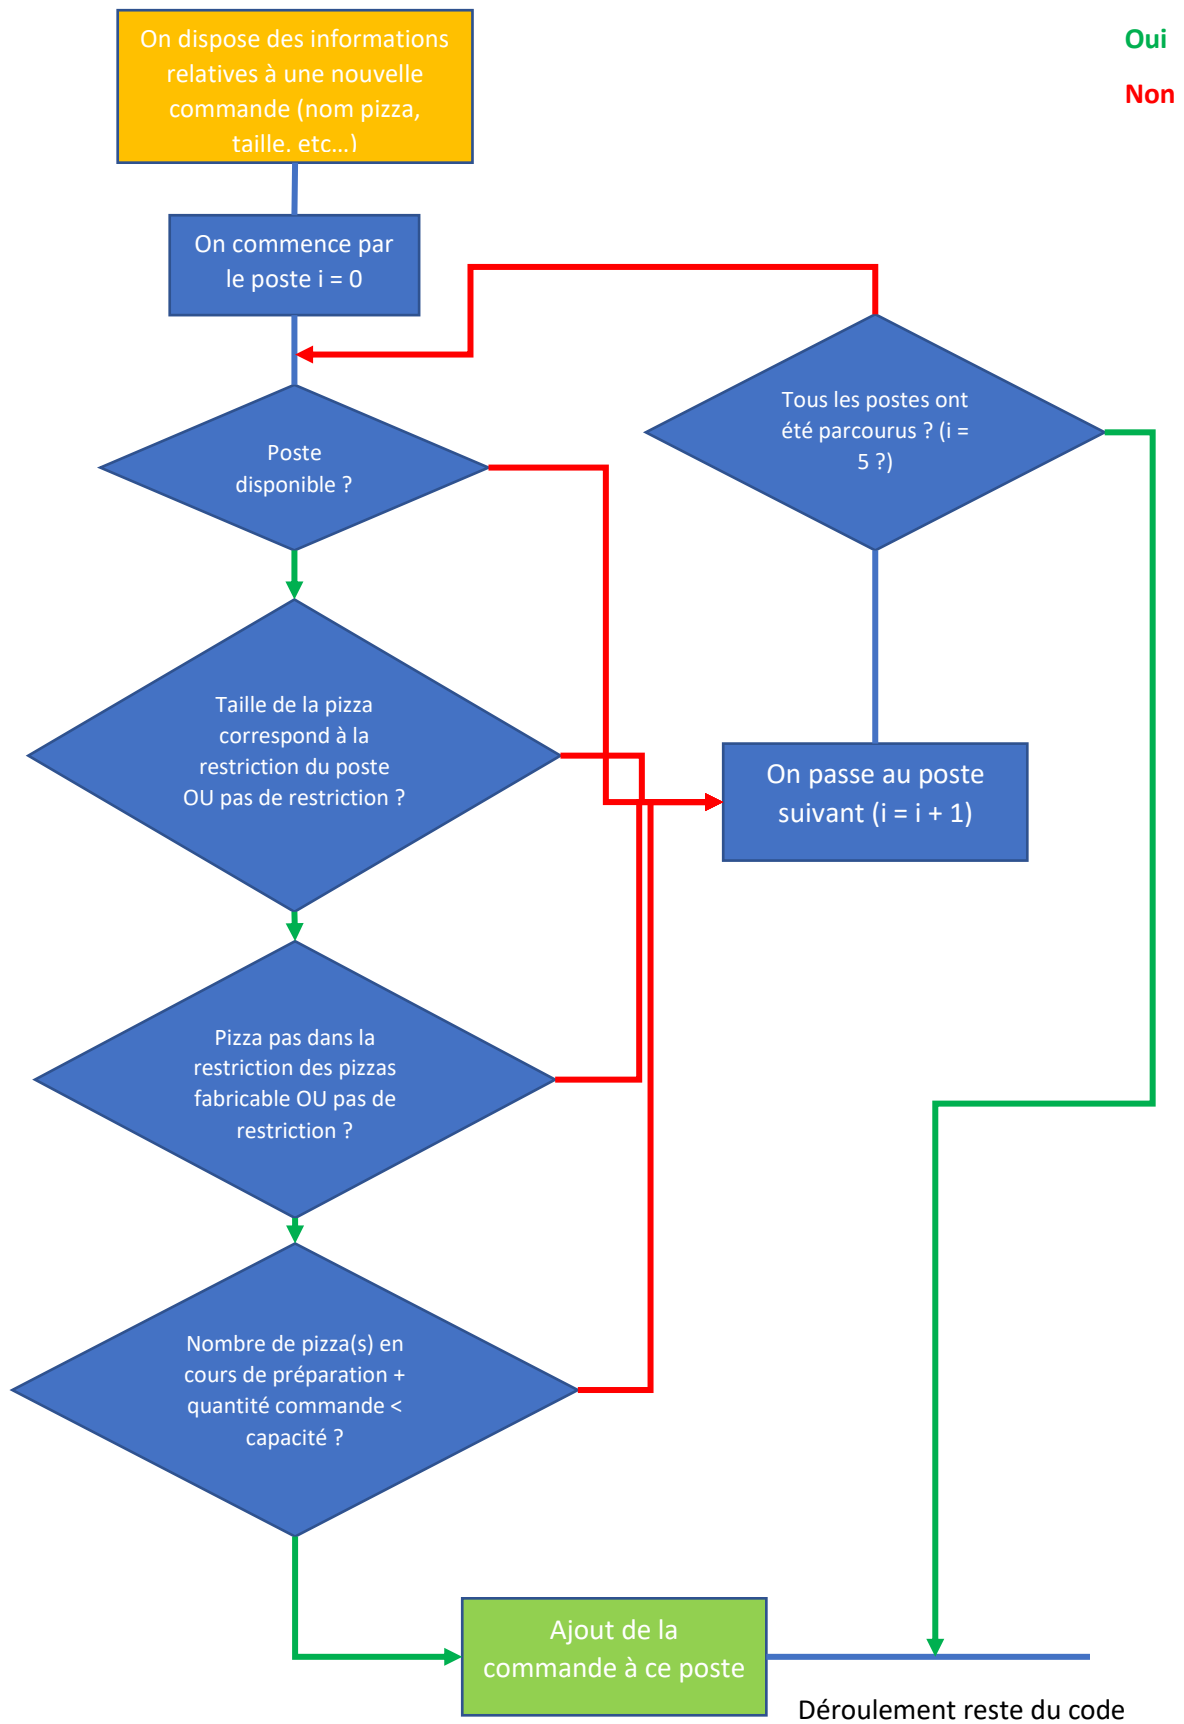 On dispose des informations
relatives à une nouvelle
commande (nom pizza,
taille. etc...)
Oui
Non
On commence par
le poste i = 0
Tous les postes ont
été parcourus ? (i =
5 ?)
Poste
disponible ?
Taille de la pizza
correspond à la
restriction du poste
OU pas de restriction ?
On passe au poste
suivant (i = i + 1)
Pizza pas dans la
restriction des pizzas
fabricable OU pas de
restriction ?
Nombre de pizza(s) en
cours de préparation +
quantité commande <
capacité ?
Ajout de la
commande à ce poste
Déroulement reste du code